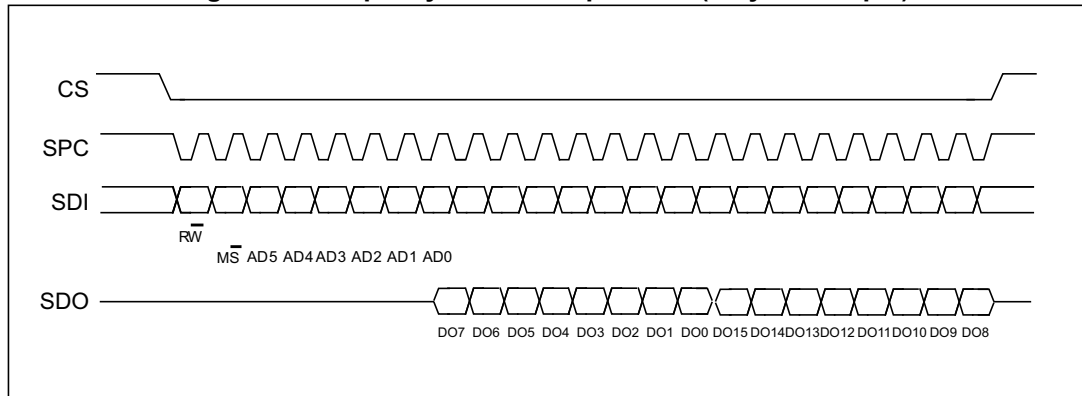 CS
SPC
SDI
RW
MS AD5 AD4 AD3 AD2 AD1 AD0
SDO
DO7 DO6 DO5 DO4 DO3 DO2 DO1 DO0 DO15 DO14 DO13 DO12 DO11 DO10 DO9 DO8